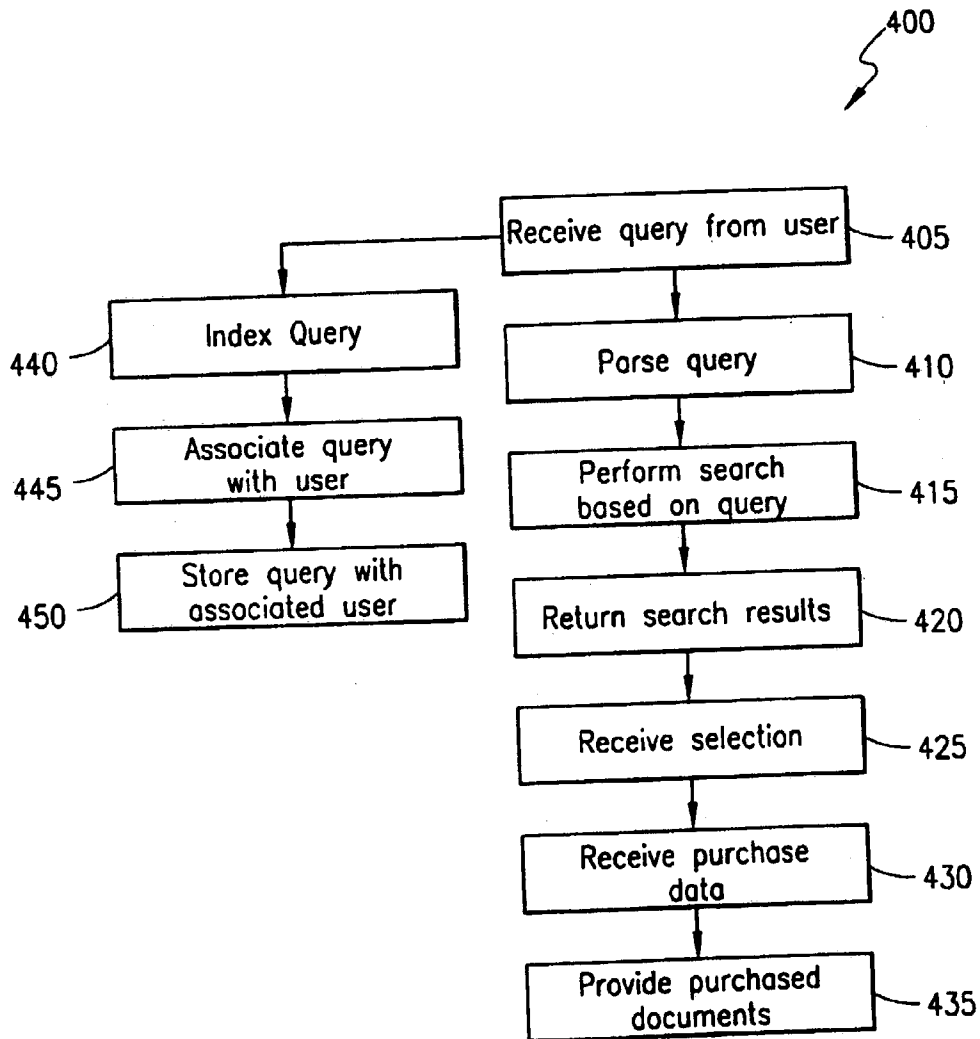 400
Receive query from user
405
Index Query
440
Parse query
410
Associate query
with user
445
Perform search
based on query
415
Store query with
associated user
450
Return search results
420
Receive selection
425
Receive purchase
data
430
Provide purchased
documents
435